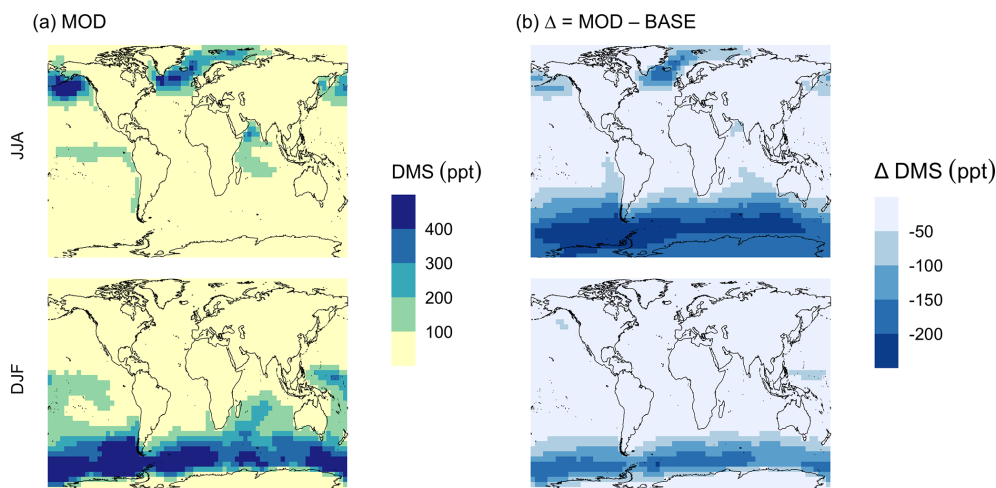 (a) MOD
(b) Δ = MOD – BASE
JJA
DJF
DMS (ppt)
400
300
200
100
Δ DMS (ppt)
-50
-100
-150
-200